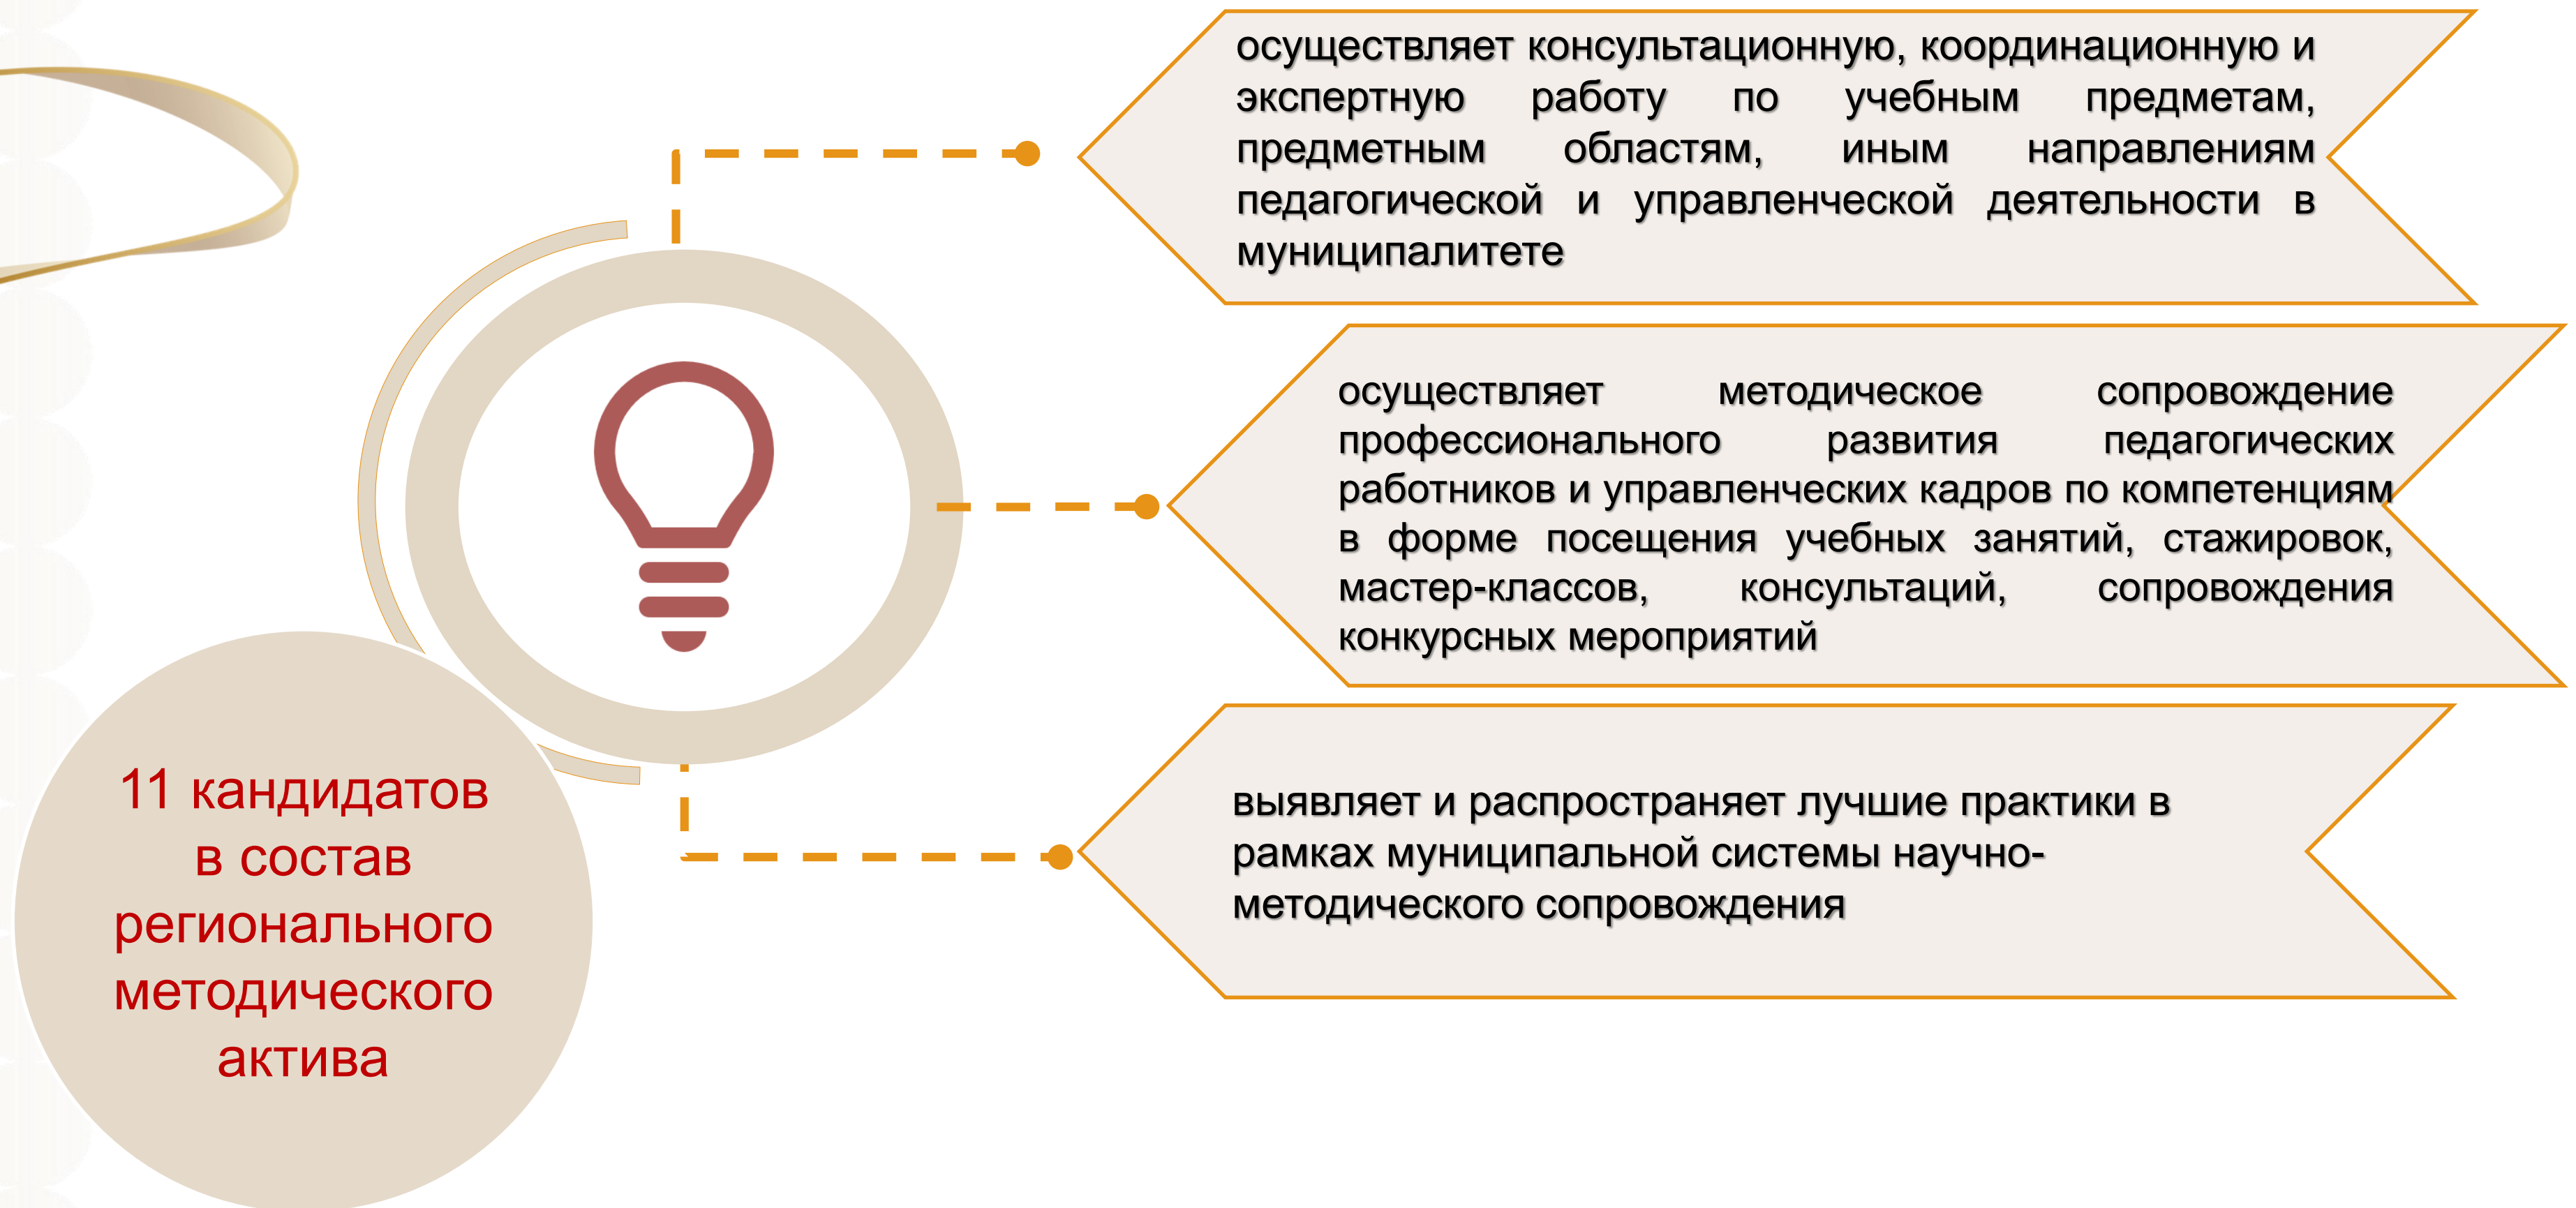 осуществляет консультационную, координационную и
экспертную работу по учебным предметам,
предметным областям, иным направлениям
педагогической и управленческой деятельности в
муниципалитете
осуществляет методическое сопровождение
профессионального развития педагогических
работников и управленческих кадров по компетенциям
в форме посещения учебных занятий, стажировок,
мастер-классов, консультаций, сопровождения
конкурсных мероприятий
выявляет и распространяет лучшие практики в
рамках муниципальной системы научно-
методического сопровождения
11 кандидатов
в состав
регионального
методического
актива